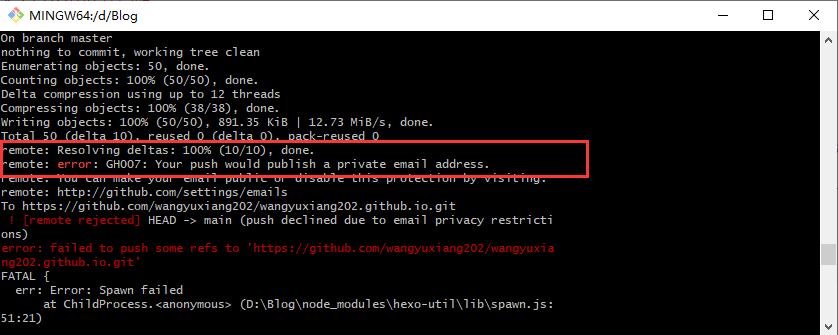 MINGW64:/d/Blog
On branch master
nothing to commit, working tree clean
Enumerating objects: 50, done.
Counting objects: 100% (50/50), done.
Delta compression using up to 12 threads
Compressing objects: 100% (38/38), done.
Writing objects: 100% (50/50), 891.35 KiB | 12.73 MiB/s, done.
Total 50 (delta 10), reused 0 (delta 0), pack-reused 0
remote: Resolving deltas: 100% (10/10), done.
remote: error: GH007: Your push would publish a private email address.
remote: You can make your email public or disable this protection by visiting:
remote: http://github.com/settings/emails
To https://github.com/wangyuxiang202/wangyuxiang202.github.io.git
 ! [remote rejected] HEAD -> main (push declined due to email privacy restricti
ons)
error: failed to push some refs to 'https://github.com/wangyuxiang202/wangyuxia
ng202.github.io.git'
FATAL {
  err: Error: Spawn failed
      at ChildProcess.<anonymous> (D:\Blog\node_modules\hexo-util\lib\spawn.js:
51:21)